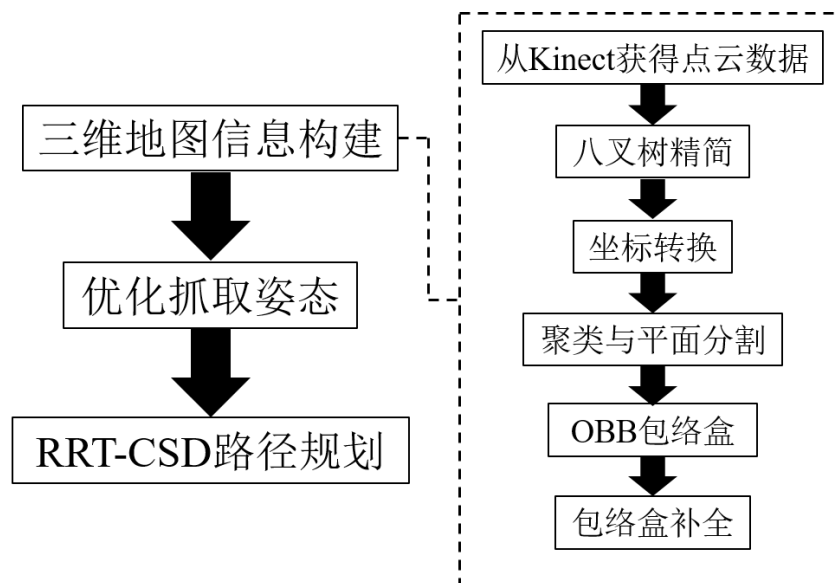 三维地图信息构建
优化抓取姿态
RRT-CSD路径规划
从Kinect获得点云数据
八叉树精简
坐标转换
聚类与平面分割
OBB包络盒
包络盒补全